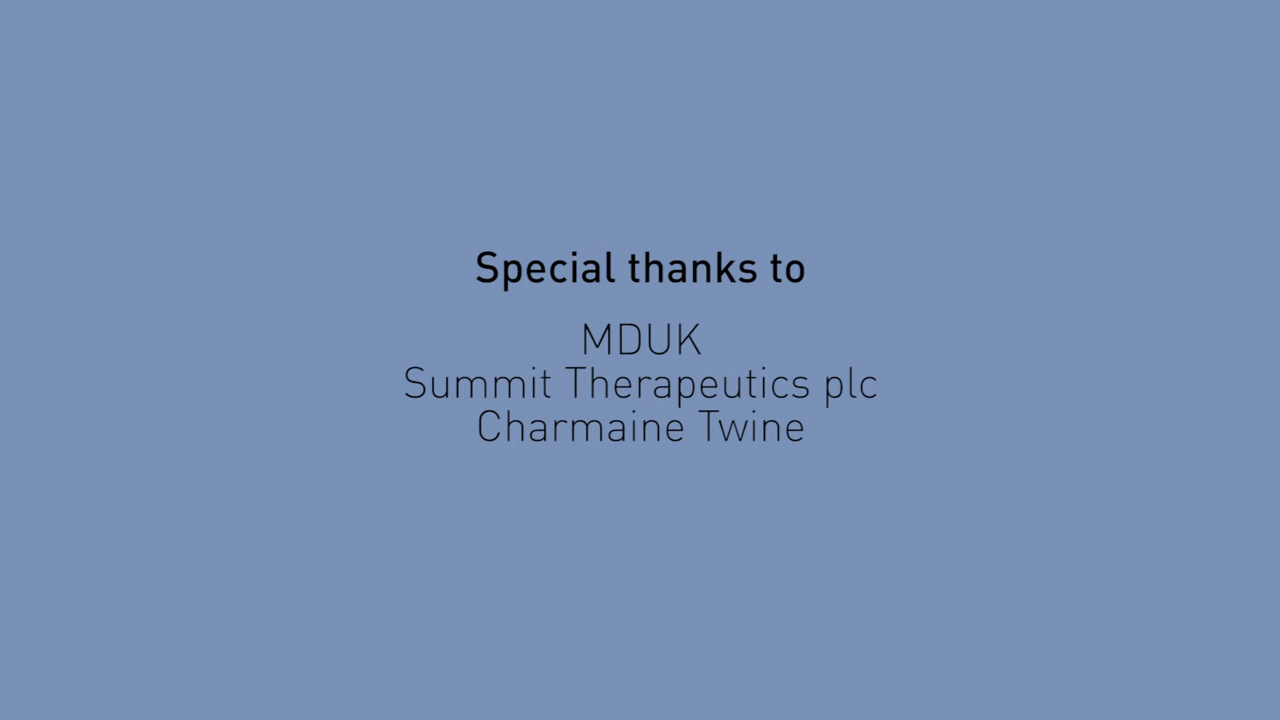 Special thanks to
MDUK
Summit Therapeutics plc
Charmaine Twine